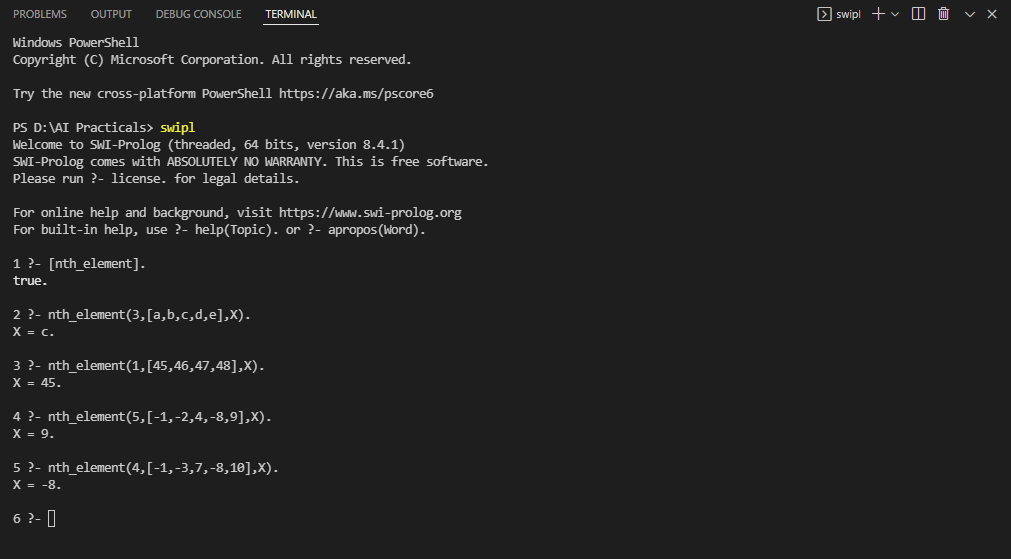 PROBLEMS OUTPUT DEBUG CONSOLE TERMINAL swipl
Windows PowerShell
Copyright (C) Microsoft Corporation. All rights reserved.
Try the new cross-platform PowerShell https://aka.ms/pscore6
PS D:\AI Practicals> swipl
Welcome to SWI-Prolog (threaded, 64 bits, version 8.4.1)
SWI-Prolog comes with ABSOLUTELY NO WARRANTY. This is free software.
Please run ?- license. for legal details.
For online help and background, visit https://www.swi-prolog.org
For built-in help, use ?- help(Topic). or ?- apropos(Word).
1 ?- [nth_element].
true.
2 ?- nth_element(3,[a,b,c,d,e],X).
X = c.
3 ?- nth_element(1,[45,46,47,48],X).
X = 45.
4 ?- nth_element(5,[-1,-2,4,-8,9],X).
X = 9.
5 ?- nth_element(4,[-1,-3,7,-8,10],X).
X = -8.
6 ?-